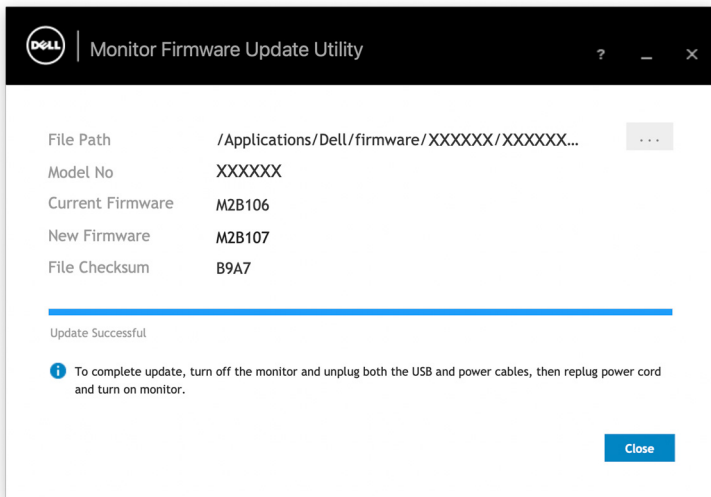 DELL
Monitor Firmware Update Utility
?
File Path /Applications/Dell/firmware/XXXXXX/XXXXXX... ...
Model No XXXXXX
Current Firmware M2B106
New Firmware M2B107
File Checksum B9A7
Update Successful
To complete update, turn off the monitor and unplug both the USB and power cables, then replug power cord
and turn on monitor.
Close